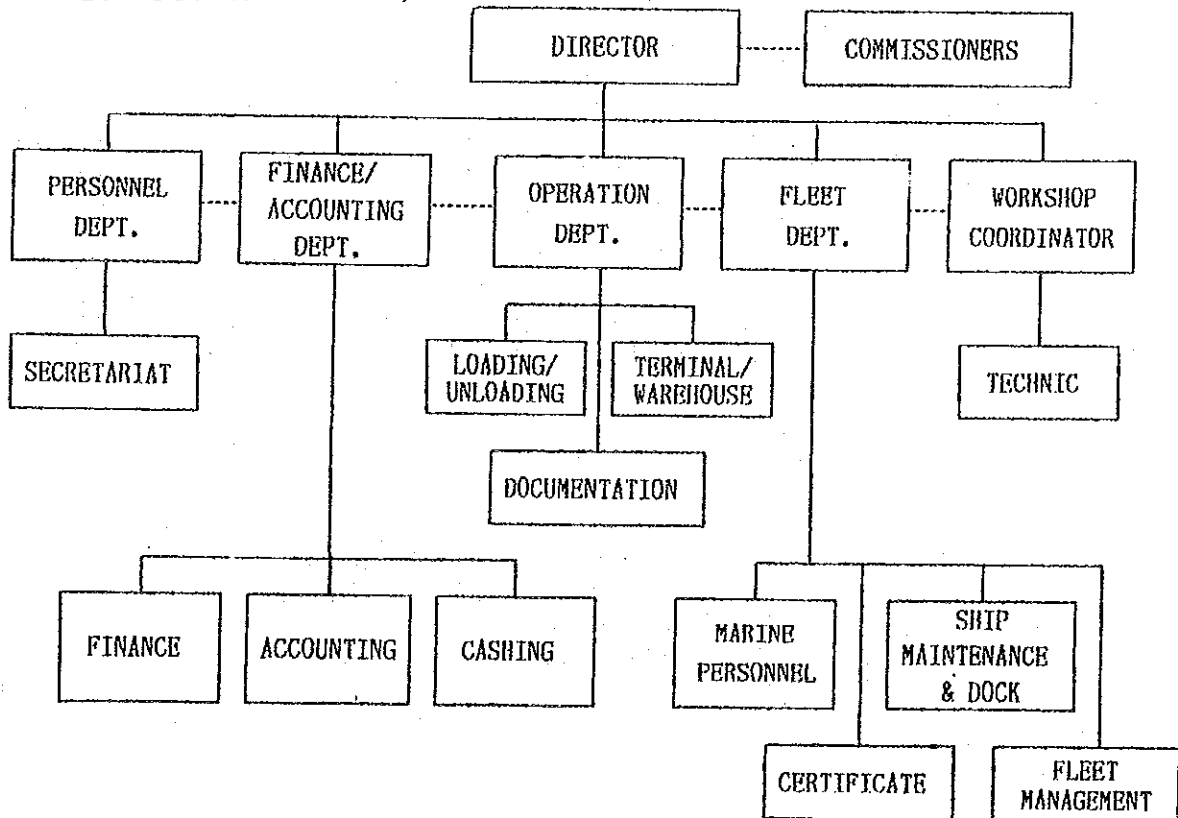 DIRECTOR
COMMISSIONERS
PERSONNEL
DEPT.
FINANCE/
ACCOUNTING
DEPT.
OPERATION
DEPT.
FLEET
DEPT.
WORKSHOP
COORDINATOR
SECRETARIAT
LOADING/
UNLOADING
TERMINAL/
WAREHOUSE
TECHNIC
DOCUMENTATION
FINANCE
ACCOUNTING
CASHING
MARINE
PERSONNEL
SHIP
MAINTENANCE
& DOCK
CERTIFICATE
FLEET
MANAGEMENT